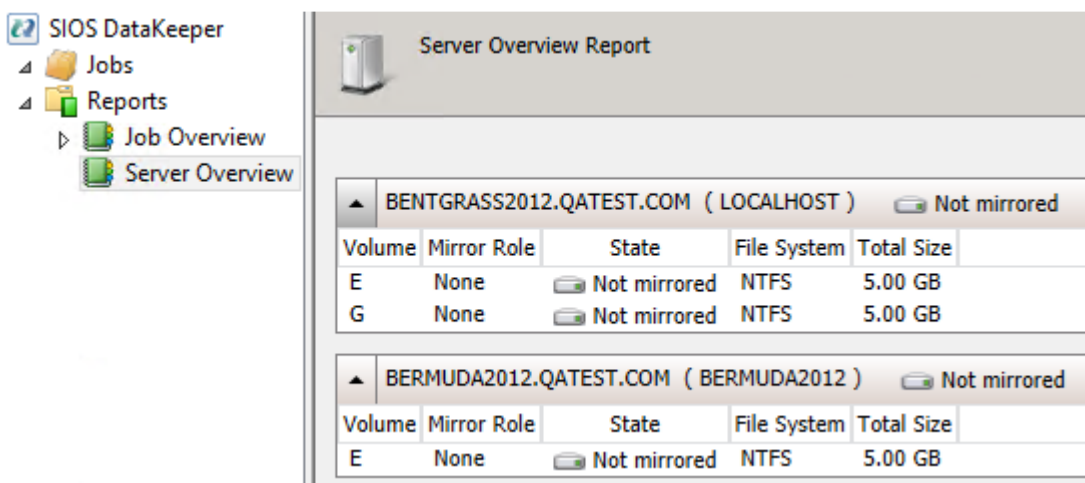 SIOS DataKeeper
Jobs
Reports
Job Overview
Server Overview
Server Overview Report
BENTGRASS2012.QATEST.COM ( LOCALHOST ) Not mirrored
Volume Mirror Role State File System Total Size
E None Not mirrored NTFS 5.00 GB
G None Not mirrored NTFS 5.00 GB
BERMUDA2012.QATEST.COM ( BERMUDA2012 ) Not mirrored
Volume Mirror Role State File System Total Size
E None Not mirrored NTFS 5.00 GB